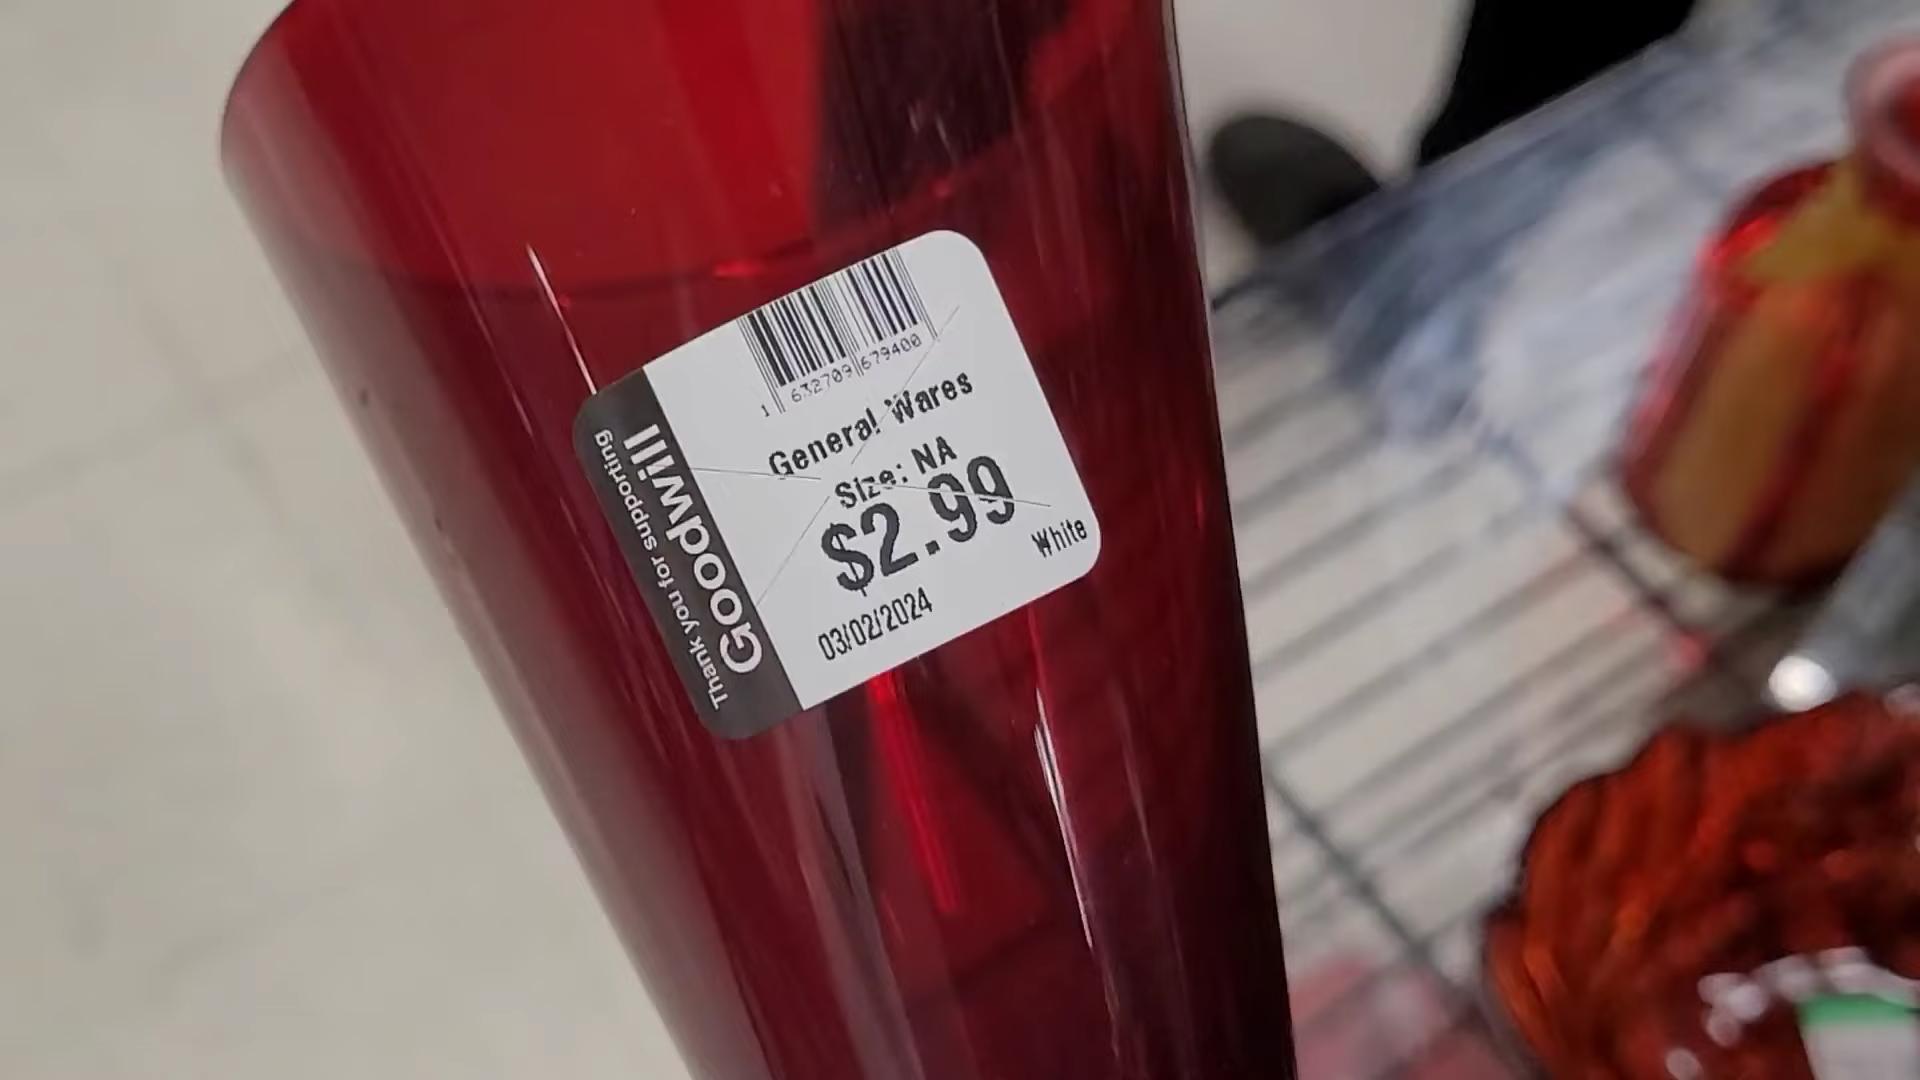 1 632709 679400
General Wares
Size: NA
$2.99
White
03/02/2024
Thank you for supporting
Goodwill